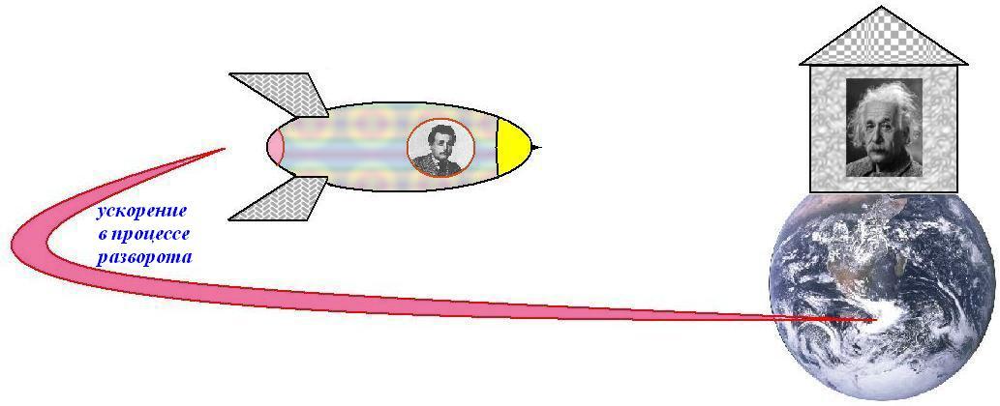 ускорение
в процессе
разворота